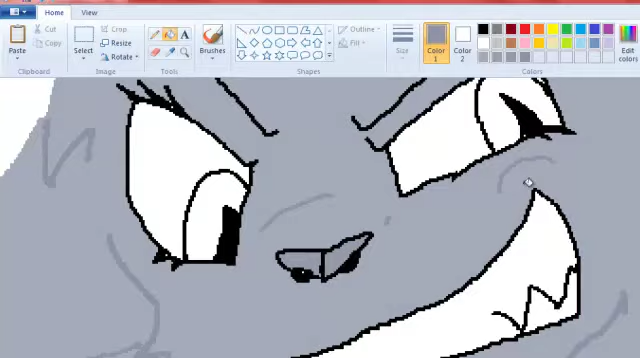 Home
View
Paste
Cut
Copy
Clipboard
Select
Crop
Resize
Rotate
Image
A
Tools
Brushes
Shapes
Outline
Fill
Size
Color 1
Color 2
Colors
Edit colors